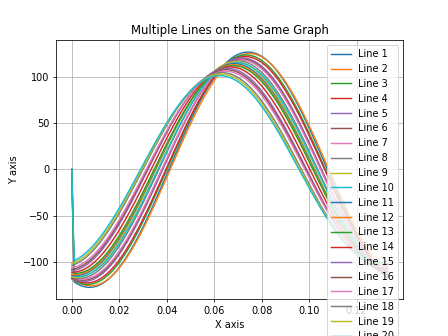 Multiple Lines on the Same Graph
Y axis
100
50
0
−50
−100
0.00
0.02
0.04
0.06
0.08
0.10
X axis
Line 1
Line 2
Line 3
Line 4
Line 5
Line 6
Line 7
Line 8
Line 9
Line 10
Line 11
Line 12
Line 13
Line 14
Line 15
Line 16
Line 17
Line 18
Line 19
Line 20